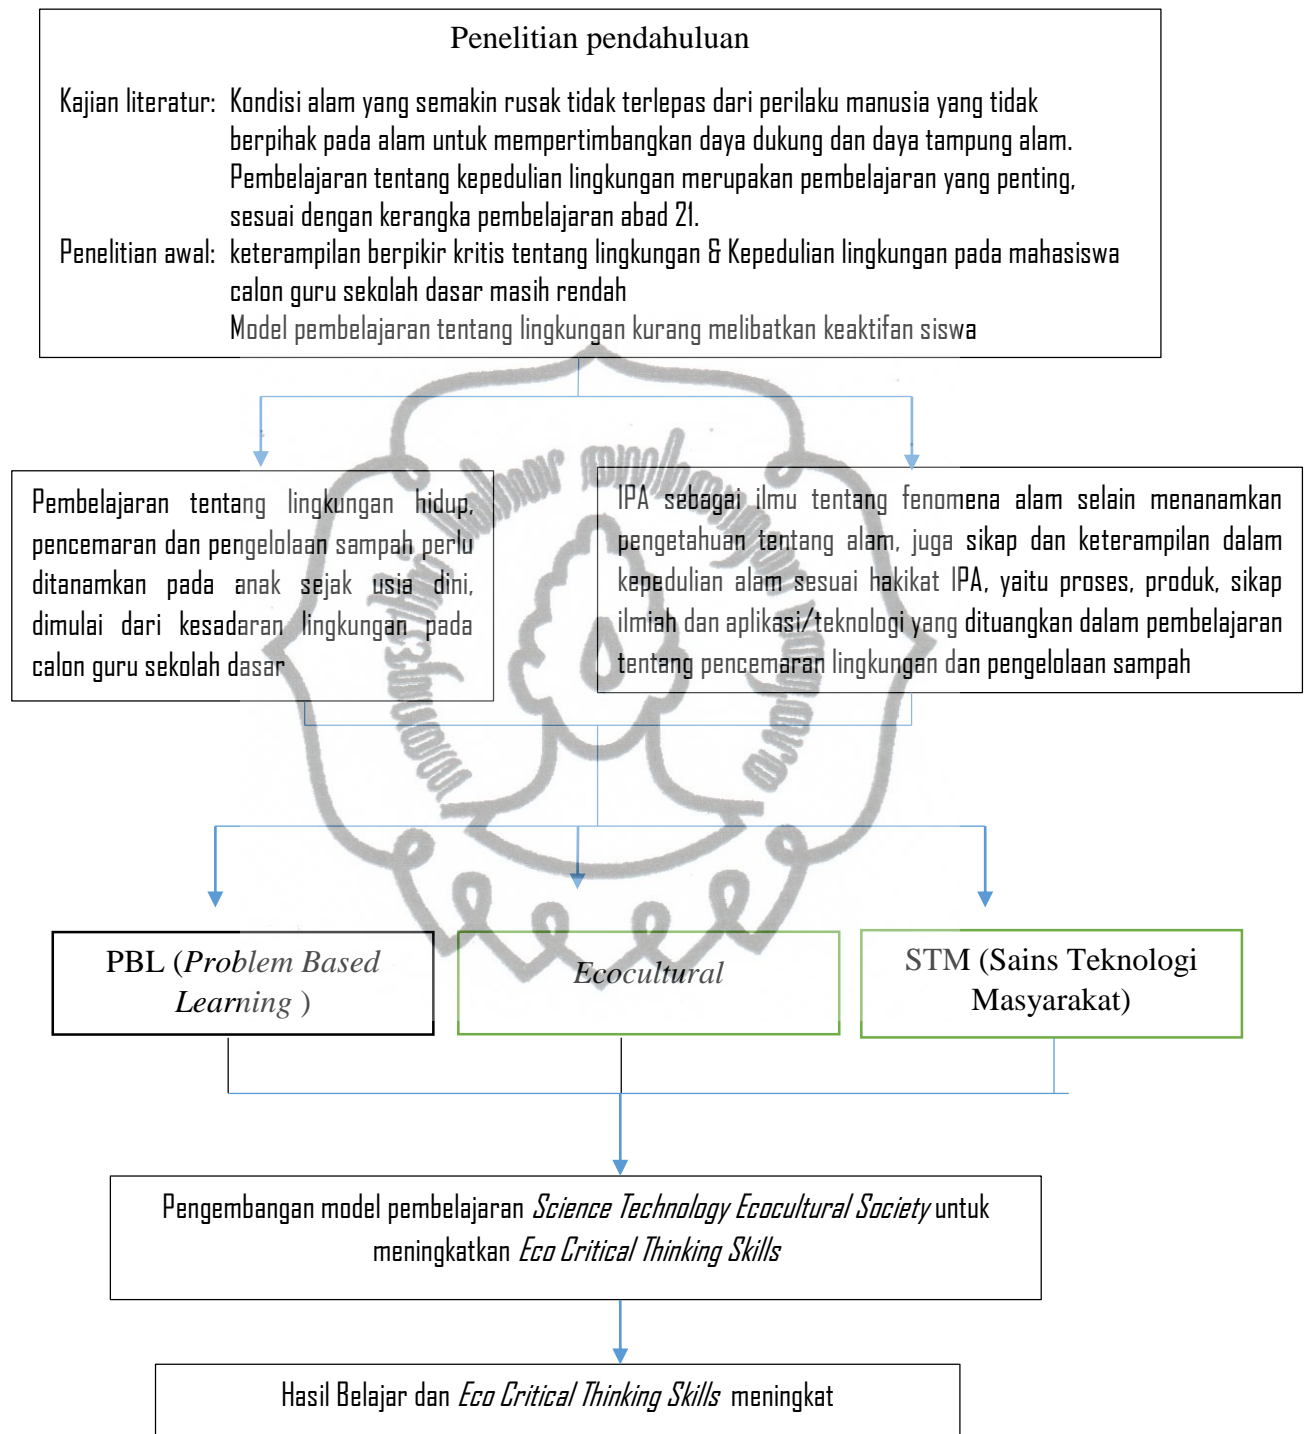 Penelitian pendahuluan
Kajian literatur: Kondisi alam yang semakin rusak tidak terlepas dari perilaku manusia yang tidak
berpihak pada alam untuk mempertimbangkan daya dukung dan daya tampung alam.
Pembelajaran tentang kepedulian lingkungan merupakan pembelajaran yang penting,
sesuai dengan kerangka pembelajaran abad 21.
Penelitian awal: keterampilan berpikir kritis tentang lingkungan & Kepedulian lingkungan pada mahasiswa
calon guru sekolah dasar masih rendah
Model pembelajaran tentang lingkungan kurang melibatkan keaktifan siswa
Pembelajaran tentang lingkungan hidup,
pencemaran dan pengelolaan sampah perlu
ditanamkan pada anak sejak usia dini,
dimulai dari kesadaran lingkungan pada
calon guru sekolah dasar
IPA sebagai ilmu tentang fenomena alam selain menanamkan
pengetahuan tentang alam, juga sikap dan keterampilan dalam
kepedulian alam sesuai hakikat IPA, yaitu proses, produk, sikap
ilmiah dan aplikasi/teknologi yang dituangkan dalam pembelajaran
tentang pencemaran lingkungan dan pengelolaan sampah
PBL (Problem Based
Learning )
Ecocultural
STM (Sains Teknologi
Masyarakat)
Pengembangan model pembelajaran Science Technology Ecocultural Society untuk
meningkatkan Eco Critical Thinking Skills
Hasil Belajar dan Eco Critical Thinking Skills meningkat